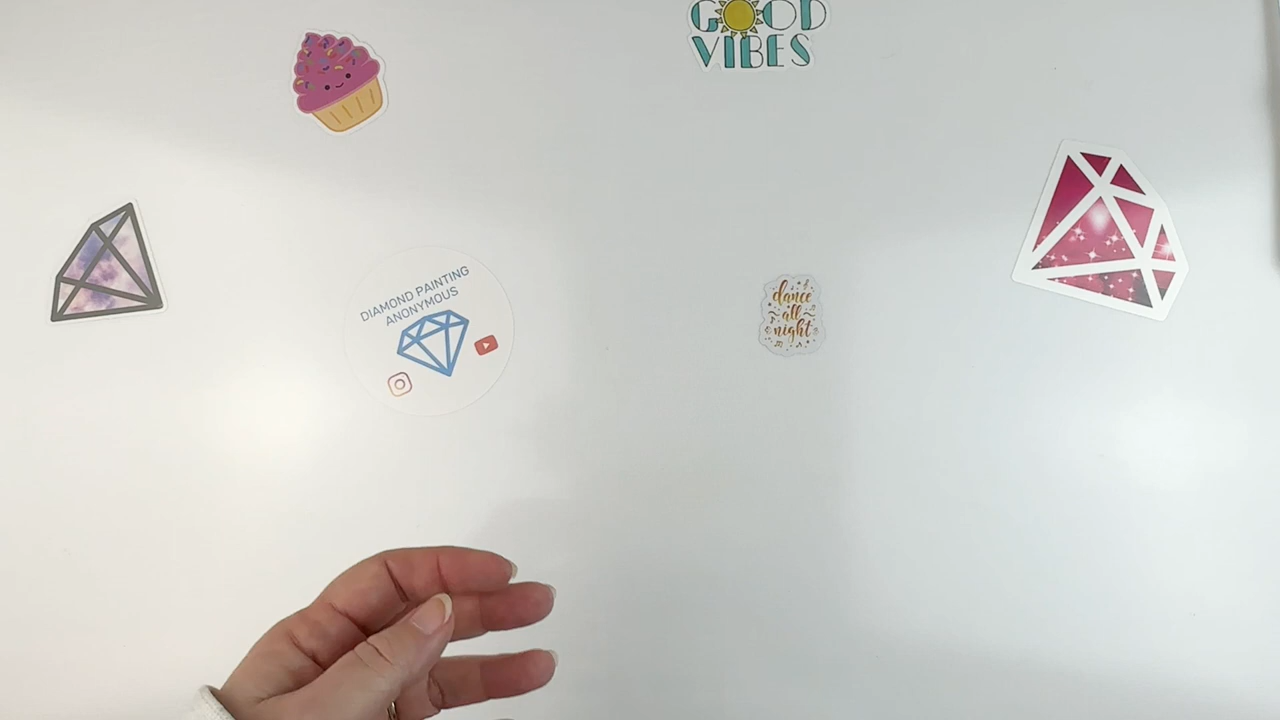 GOOD
VIBES
DIAMOND PAINTING
ANONYMOUS
dance
all
night